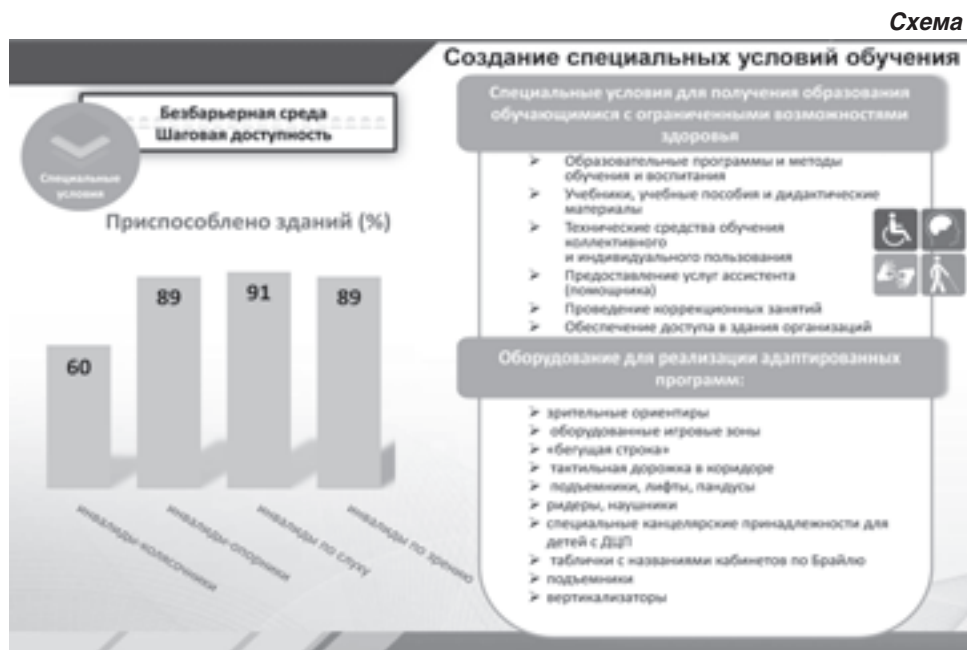 Схема
Создание специальных условий обучения
Безбарьерная среда
Шаговая доступность
Специальные
условия
Приспособлено зданий (%)
60
89
91
89
инвалиды-колясочники
инвалиды-опорники
инвалиды по слуху
инвалиды по зрению
Специальные условия для получения образования
обучающимися с ограниченными возможностями
здоровья
➢ Образовательные программы и методы
обучения и воспитания
➢ Учебники, учебные пособия и дидактические
материалы
➢ Технические средства обучения
коллективного
и индивидуального пользования
➢ Предоставление услуг ассистента
(помощника)
➢ Проведение коррекционных занятий
➢ Обеспечение доступа в здания организаций
Оборудование для реализации адаптированных
программ:
➢ зрительные ориентиры
➢ оборудованные игровые зоны
➢ «бегущая строка»
➢ тактильная дорожка в коридоре
➢ подъемники, лифты, пандусы
➢ ридеры, наушники
➢ специальные канцелярские принадлежности для
детей с ДЦП
➢ таблички с названиями кабинетов по Брайлю
➢ подъемники
➢ вертикализаторы